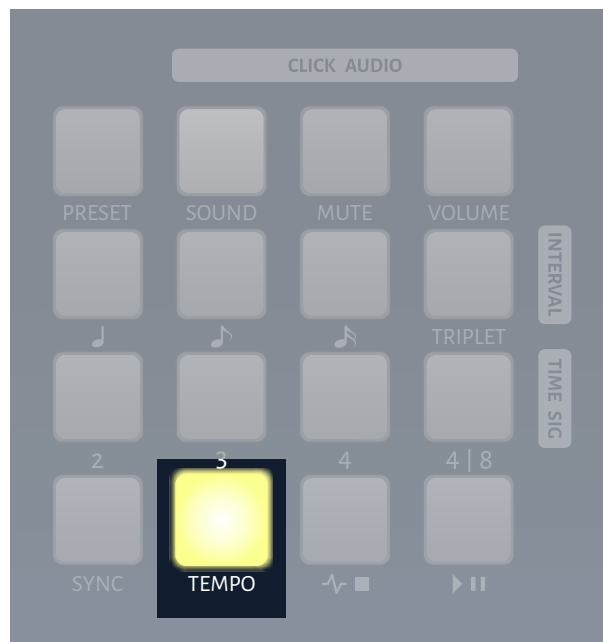 CLICK AUDIO
PRESET SOUND MUTE VOLUME
INTERVAL
TRIPLET
TIME SIG
2 3 4 4 | 8
SYNC TEMPO